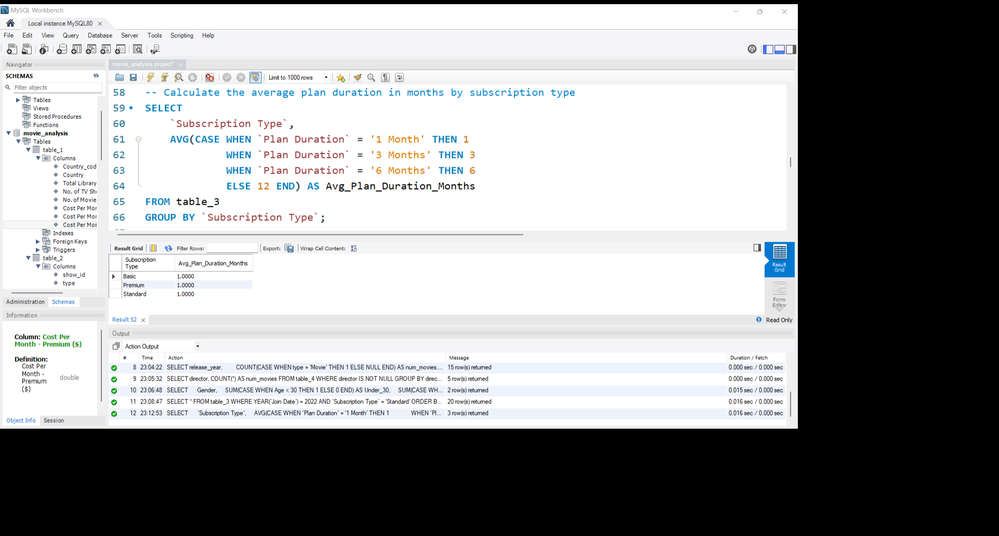 MySQL Workbench
Local instance MySQL80
File Edit View Query Database Server Tools Scripting Help
Navigator
SCHEMAS
Filter objects
Tables
Views
Stored Procedures
Functions
movie_analysis
Tables
table_1
Columns
Country_cod
Country
Total Library
No. of TV Sh
No. of Movie
Cost Per Mor
Cost Per Mor
Cost Per Mor
Indexes
Foreign Keys
Triggers
table_2
Columns
show_id
type
Administration Schemas
Information
Column: Cost Per
Month - Premium ($)
Definition:
Cost Per
Month -
Premium
($)
double
Object Info Session
movie_analysis project*
Limit to 1000 rows
58 -- Calculate the average plan duration in months by subscription type
59 SELECT
60 `Subscription Type`,
61 AVG(CASE WHEN `Plan Duration` = '1 Month' THEN 1
62 WHEN `Plan Duration` = '3 Months' THEN 3
63 WHEN `Plan Duration` = '6 Months' THEN 6
64 ELSE 12 END) AS Avg_Plan_Duration_Months
65 FROM table_3
66 GROUP BY `Subscription Type`;
Result Grid Filter Rows: Export: Wrap Cell Content:
Subscription
Type Avg_Plan_Duration_Months
Basic 1.0000
Premium 1.0000
Standard 1.0000
Result
Grid
Form
Editor
Result 52 Read Only
Output
Action Output
# Time Action Message Duration / Fetch
8 23:04:22 SELECT release_year, COUNT(CASE WHEN type = 'Movie' THEN 1 ELSE NULL END) AS num_movies,... 15 row(s) returned 0.000 sec / 0.000 sec
9 23:05:32 SELECT director, COUNT(*) AS num_movies FROM table_4 WHERE director IS NOT NULL GROUP BY direc... 5 row(s) returned 0.000 sec / 0.000 sec
10 23:06:48 SELECT Gender, SUM(CASE WHEN Age < 30 THEN 1 ELSE 0 END) AS Under_30, SUM(CASE WH... 2 row(s) returned 0.015 sec / 0.000 sec
11 23:08:47 SELECT * FROM table_3 WHERE YEAR(`Join Date`) = 2022 AND `Subscription Type` = 'Standard' ORDER B... 20 row(s) returned 0.016 sec / 0.000 sec
12 23:12:53 SELECT `Subscription Type`, AVG(CASE WHEN `Plan Duration` = '1 Month' THEN 1 WHEN `Pl... 3 row(s) returned 0.016 sec / 0.000 sec